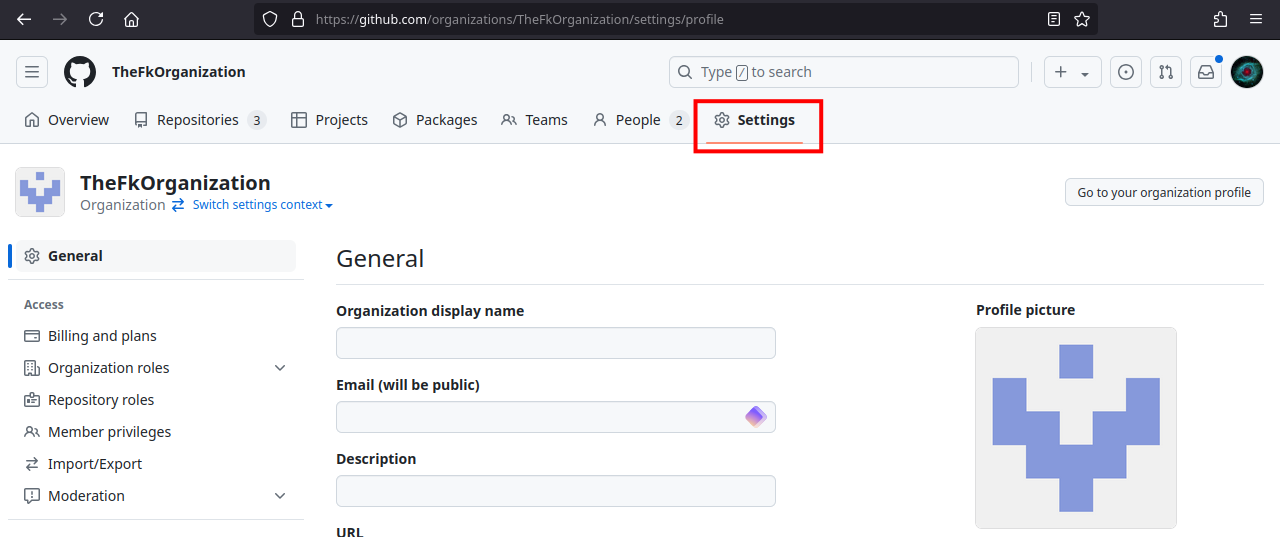 https://github.com/organizations/TheFkOrganization/settings/profile
TheFkOrganization
Type / to search
Overview
Repositories 3
Projects
Packages
Teams
People 2
Settings
TheFkOrganization
Organization Switch settings context
Go to your organization profile
General
Access
Billing and plans
Organization roles
Repository roles
Member privileges
Import/Export
Moderation
General
Organization display name
Email (will be public)
Description
URL
Profile picture